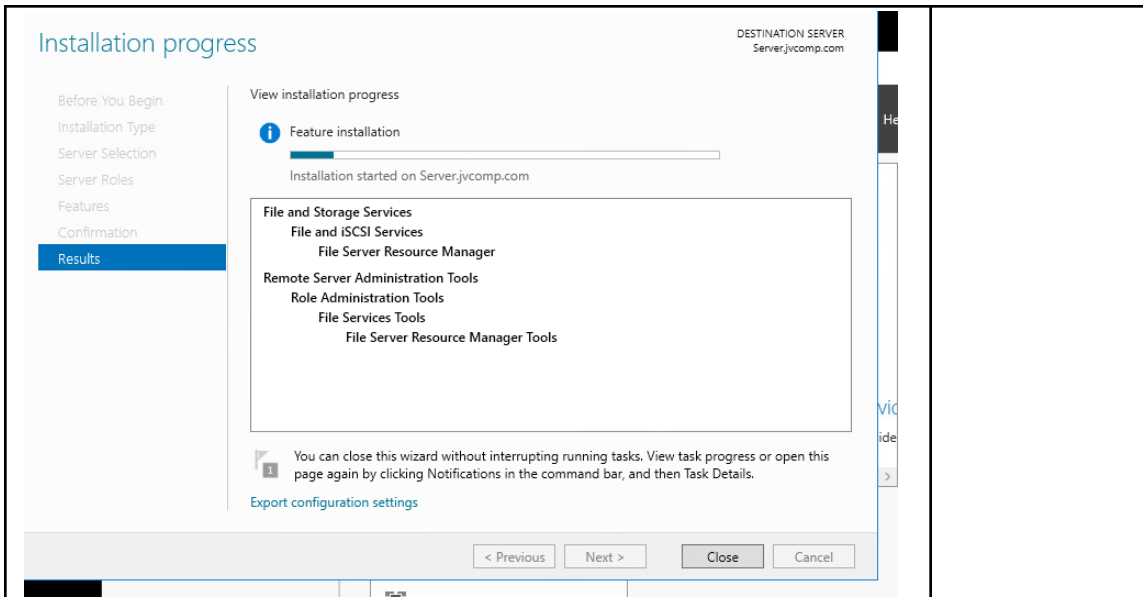 Installation progress
DESTINATION SERVER
Server.jvcomp.com
Before You Begin
Installation Type
Server Selection
Server Roles
Features
Confirmation
Results
View installation progress
Feature installation
Installation started on Server.jvcomp.com
File and Storage Services
File and iSCSI Services
File Server Resource Manager
Remote Server Administration Tools
Role Administration Tools
File Services Tools
File Server Resource Manager Tools
1
You can close this wizard without interrupting running tasks. View task progress or open this
page again by clicking Notifications in the command bar, and then Task Details.
Export configuration settings
< Previous
Next >
Close
Cancel
He
vic
ide
>